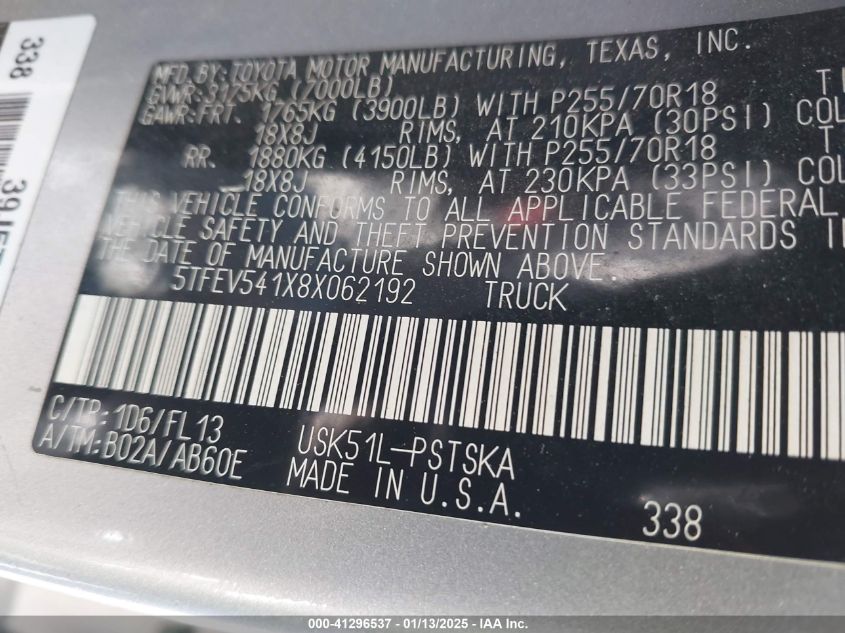 MFD. BY: TOYOTA MOTOR MANUFACTURING, TEXAS, INC.
GVWR: 3175KG (7000LB)
GAWR: FRT. 1765KG (3900LB) WITH P255/70R18 TI
18X8J RIMS, AT 210KPA (30PSI) COL
RR. 1880KG (4150LB) WITH P255/70R18 T
18X8J RIMS, AT 230KPA (33PSI) COL
THIS VEHICLE CONFORMS TO ALL APPLICABLE FEDERAL
VEHICLE SAFETY AND THEFT PREVENTION STANDARDS I
THE DATE OF MANUFACTURE SHOWN ABOVE.
5TFEV541X8X062192 TRUCK
C/TP: 1D6/FL13
A/TM: B02A/AB60E
USK51L-PSTSKA
MADE IN U.S.A.
338
338
000-41296537 - 01/13/2025 - IAA Inc.